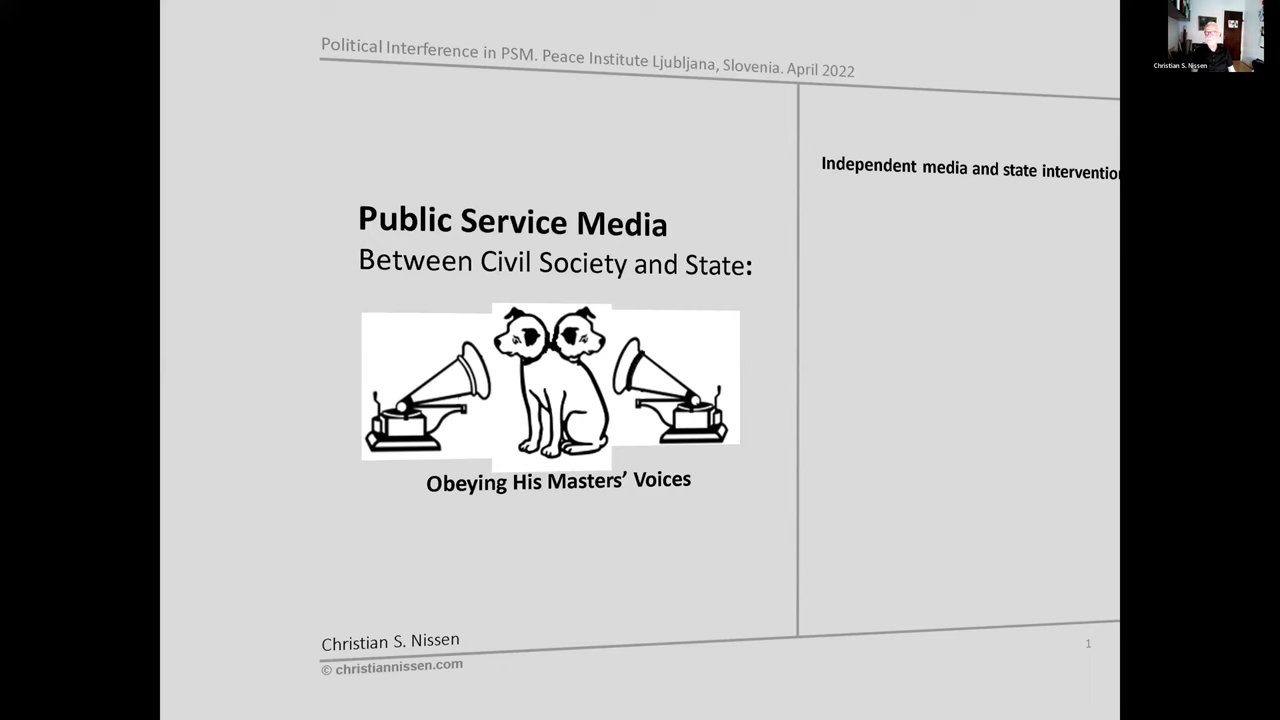 Political Interference in PSM. Peace Institute Ljubljana, Slovenia. April 2022
Christian S. Nissen
Independent media and state interventio
Public Service Media
Between Civil Society and State:
Obeying His Masters’ Voices
Christian S. Nissen
© christiannissen.com
1